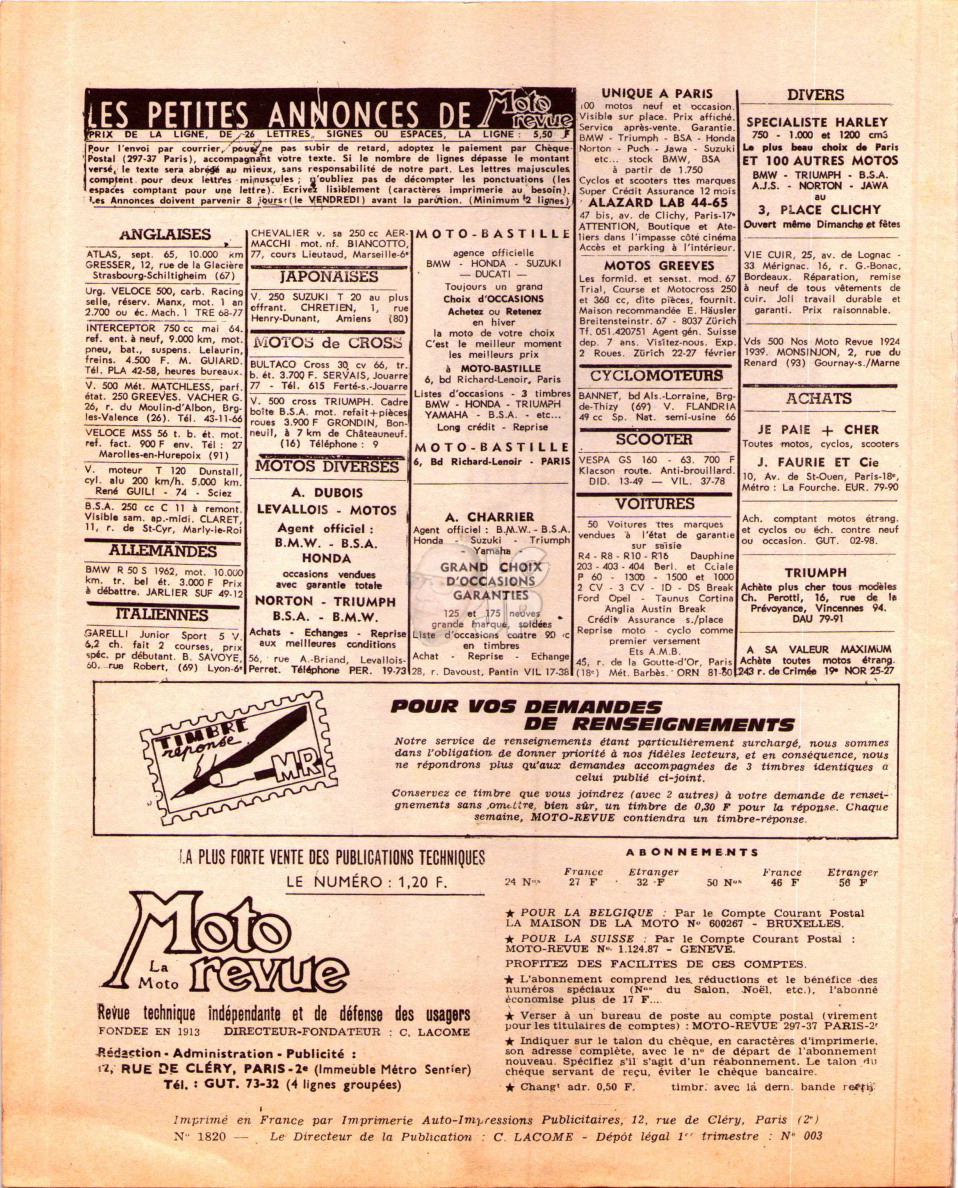 LES PETITES ANNONCES DE Moto revue
PRIX DE LA LIGNE, DE 26 LETTRES, SIGNES OU ESPACES, LA LIGNE : 5,50 F
Pour l'envoi par courrier, pour ne pas subir de retard, adoptez le paiement par Chèque
Postal (297-37 Paris), accompagnant votre texte. Si le nombre de lignes dépasse le montant
versé, le texte sera abrégé au mieux, sans responsabilité de notre part. Les lettres majuscules
comptent pour deux lettres minuscules ; n'oubliez pas de décompter les ponctuations (les
espaces comptant pour une lettre). Ecrivez lisiblement (caractères imprimerie au besoin).
Les Annonces doivent parvenir 8 jours (le VENDREDI) avant la parution. (Minimum 2 lignes)
ANGLAISES
ATLAS, sept. 65, 10.000 km
GRESSER, 12, rue de la Glacière
Strasbourg-Schiltigheim (67)
Urg. VELOCE 500, carb. Racing
selle, réserv. Manx, mot. 1 an
2.700 ou éc. Mach. 1 TRE 68-77
INTERCEPTOR 750 cc mai 64.
ref. ent. à neuf, 9.000 km, mot.
pneu, bat., suspens. Lelaurin,
freins. 4.500 F. M. GUIARD.
Tél. PLA 42-58, heures bureaux.
V. 500 Mét. MATCHLESS, parf.
état. 250 GREEVES. VACHER G.
26, r. du Moulin-d'Albon, Brg-
les-Valence (26). Tél. 43-11-66
VELOCE MSS 56 t. b. ét. mot.
ref. fact. 900 F env. Tél : 27
Marolles-en-Hurepoix (91)
V. moteur T 120 Dunstall,
cyl. alu 200 km/h. 5.000 km.
René GUILI - 74 - Sciez
B.S.A. 250 cc C 11 à remont.
Visible sam. ap.-midi. CLARET,
11, r. de St-Cyr, Marly-le-Roi
ALLEMANDES
BMW R 50 S 1962, mot. 10.000
km. tr. bel ét. 3.000 F Prix
à débattre. JARLIER SUF 49-12
ITALIENNES
GARELLI Junior Sport 5 V.
6,2 ch. fait 2 courses, prix
spéc. pr débutant. B. SAVOYE,
60, rue Robert, (69) Lyon-6e
CHEVALIER v. sa 250 cc AER-
MACCHI mot. nf. BIANCOTTO,
77, cours Lieutaud, Marseille-6e
JAPONAISES
V. 250 SUZUKI T 20 au plus
offrant. CHRETIEN, 1, rue
Henry-Dunant, Amiens (80)
MOTOS de CROSS
BULTACO Cross 30 cv 66, tr.
b. ét. 3.700 F. SERVAIS, Jouarre
77 - Tél. 615 Ferté-s.-Jouarre
V. 500 cross TRIUMPH. Cadre
boîte B.S.A. mot. refait+pièces
roues 3.900 F GRONDIN, Bon-
neuil, à 7 km de Châteauneuf.
(16) Téléphone : 9
MOTOS DIVERSES
A. DUBOIS
LEVALLOIS - MOTOS
Agent officiel :
B.M.W. - B.S.A.
HONDA
occasions vendues
avec garantie totale
NORTON - TRIUMPH
B.S.A. - B.M.W.
Achats - Echanges - Reprise
aux meilleures conditions
56, rue A.-Briand, Levallois-
Perret. Téléphone PER. 19-73
MOTO-BASTILLE
agence officielle
BMW - HONDA - SUZUKI
— DUCATI —
Toujours un grand
Choix d'OCCASIONS
Achetez ou Retenez
en hiver
la moto de votre choix
C'est le meilleur moment
les meilleurs prix
à MOTO-BASTILLE
6, bd Richard-Lenoir, Paris
Listes d'occasions - 3 timbres
BMW-HONDA - TRIUMPH
YAMAHA - B.S.A. - etc...
Long crédit - Reprise
MOTO-BASTILLE
6, Bd Richard-Lenoir - PARIS
A. CHARRIER
Agent officiel : B.M.W. - B.S.A.
Honda - Suzuki - Triumph
- Yamaha -
GRAND CHOIX
D'OCCASIONS
GARANTIES
125 et 175 neuves
grande marque, soldées
Liste d'occasions contre 90 c
en timbres
Achat - Reprise - Echange
28, r. Davoust, Pantin VIL 17-38
UNIQUE A PARIS
100 motos neuf et occasion.
Visible sur place. Prix affiché.
Service après-vente. Garantie.
BMW - Triumph - BSA - Honda
Norton - Puch - Jawa - Suzuki
etc... stock BMW, BSA
à partir de 1.750
Cyclos et scooters ttes marques
Super Crédit Assurance 12 mois
ALAZARD LAB 44-65
47 bis, av. de Clichy, Paris-17e
ATTENTION, Boutique et Ate-
liers dans l'impasse côté cinéma
Accès et parking à l'intérieur.
MOTOS GREEVES
Les formid. et sensat. mod. 67
Trial, Course et Motocross 250
et 360 cc, dito pièces, fournit.
Maison recommandée E. Häusler
Breitensteinstr. 67 - 8037 Zürich
Tf. 051.420751 Agent gén. Suisse
dep. 7 ans. Visitez-nous. Exp.
2 Roues. Zürich 22-27 février
CYCLOMOTEURS
BANNET, bd Als.-Lorraine, Brg-
de-Thizy (69) V. FLANDRIA
49 cc Sp. Nat. semi-usine 66
SCOOTER
VESPA GS 160 - 63. 700 F
Klacson route. Anti-brouillard.
DID. 13-49 — VIL. 37-78
VOITURES
50 Voitures ttes marques
vendues à l'état de garantie
sur saisie
R4 - R8 - R10 - R16 Dauphine
203 - 403 - 404 Berl. et Cciale
P 60 - 1300 - 1500 et 1000
2 CV - 3 CV - ID - DS Break
Ford Opel - Taunus Cortina
Anglia Austin Break
Crédit Assurance s./place
Reprise moto - cyclo comme
premier versement
Ets A.M.B.
45, r. de la Goutte-d'Or, Paris
(18e) Mét. Barbès. ORN 81-80
DIVERS
SPECIALISTE HARLEY
750 - 1.000 et 1200 cm3
Le plus beau choix de Paris
ET 100 AUTRES MOTOS
BMW - TRIUMPH - B.S.A.
A.J.S. - NORTON - JAWA
au
3, PLACE CLICHY
Ouvert même Dimanche et fêtes
VIE CUIR, 25, av. de Lognac -
33 Mérignac. 16, r. G.-Bonac,
Bordeaux. Réparation, remise
à neuf de tous vêtements de
cuir. Joli travail durable et
garanti. Prix raisonnable.
Vds 500 Nos Moto Revue 1924
1939. MONSINJON, 2, rue du
Renard (93) Gournay-s./Marne
ACHATS
JE PAIE + CHER
Toutes motos, cyclos, scooters
J. FAURIE ET Cie
10, Av. de St-Ouen, Paris-18e,
Métro : La Fourche. EUR. 79-90
Ach. comptant motos étrang.
et cyclos ou éch. contre neuf
ou occasion. GUT. 02-98.
TRIUMPH
Achète plus cher tous modèles
Ch. Perotti, 16, rue de la
Prévoyance, Vincennes 94.
DAU 79-91
A SA VALEUR MAXIMUM
Achète toutes motos étrang.
243 r. de Crimée 19e NOR 25-27
TIMBRE
réponse
MR
POUR VOS DEMANDES
DE RENSEIGNEMENTS
Notre service de renseignements étant particulièrement surchargé, nous sommes
dans l'obligation de donner priorité à nos fidèles lecteurs, et en conséquence, nous
ne répondrons plus qu'aux demandes accompagnées de 3 timbres identiques à
celui publié ci-joint.
Conservez ce timbre que vous joindrez (avec 2 autres) à votre demande de rensei-
gnements sans omettre, bien sûr, un timbre de 0,30 F pour la réponse. Chaque
semaine, MOTO-REVUE contiendra un timbre-réponse.
LA PLUS FORTE VENTE DES PUBLICATIONS TECHNIQUES
LE NUMÉRO : 1,20 F.
Moto
La Moto revue
Revue technique indépendante et de défense des usagers
FONDEE EN 1913 DIRECTEUR-FONDATEUR : C. LACOME
Rédaction - Administration - Publicité :
12, RUE DE CLÉRY, PARIS-2e (Immeuble Métro Sentier)
Tél. : GUT. 73-32 (4 lignes groupées)
ABONNEMENTS
France Etranger France Etranger
24 Nos 27 F 32 F 50 Nos 46 F 56 F
★ POUR LA BELGIQUE : Par le Compte Courant Postal
LA MAISON DE LA MOTO No 600267 - BRUXELLES.
★ POUR LA SUISSE : Par le Compte Courant Postal :
MOTO-REVUE No 1.124.87 - GENEVE.
PROFITEZ DES FACILITES DE CES COMPTES.
★ L'abonnement comprend les réductions et le bénéfice des
numéros spéciaux (Nos du Salon, Noël, etc.), l'abonné
économise plus de 17 F....
★ Verser à un bureau de poste au compte postal (virement
pour les titulaires de comptes) : MOTO-REVUE 297-37 PARIS-2e
★ Indiquer sur le talon du chèque, en caractères d'imprimerie,
son adresse complète, avec le no de départ de l'abonnement
nouveau. Spécifiez s'il s'agit d'un réabonnement. Le talon du
chèque servant de reçu, éviter le chèque bancaire.
★ Changt adr. 0,50 F. timbr. avec la dern. bande
Imprimé en France par Imprimerie Auto-Impressions Publicitaires, 12, rue de Cléry, Paris (2e)
No 1820 — Le Directeur de la Publication : C. LACOME - Dépôt légal 1er trimestre : No 003